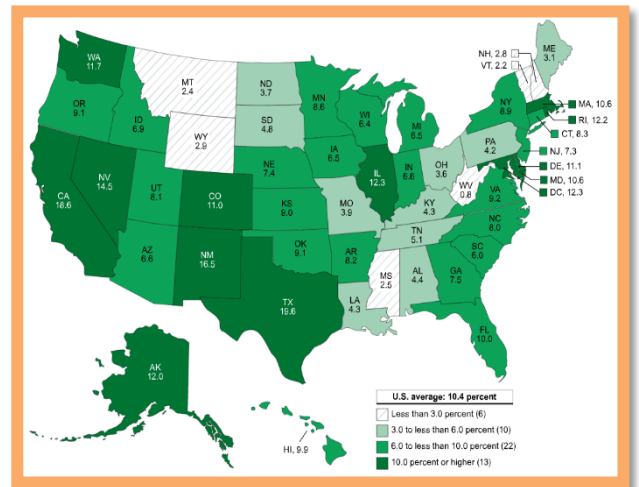 WA
11.7
OR
9.1
CA
18.6
NV
14.5
ID
6.9
MT
2.4
WY
2.9
UT
8.1
AZ
6.6
CO
11.0
NM
16.5
ND
3.7
SD
4.8
NE
7.4
KS
9.0
OK
9.1
TX
19.6
MN
8.6
IA
6.5
MO
3.9
AR
8.2
LA
4.3
WI
6.4
IL
12.3
MI
6.5
IN
6.6
OH
3.6
KY
4.3
TN
5.1
MS
2.5
AL
4.4
GA
7.5
FL
10.0
SC
6.0
NC
8.0
VA
9.2
WV
0.8
PA
4.2
NY
8.9
NH, 2.8
VT, 2.2
ME
3.1
MA, 10.6
RI, 12.2
CT, 8.3
NJ, 7.3
DE, 11.1
MD, 10.6
DC, 12.3
AK
12.0
HI, 9.9
U.S. average: 10.4 percent
Less than 3.0 percent (6)
3.0 to less than 6.0 percent (10)
6.0 to less than 10.0 percent (22)
10.0 percent or higher (13)